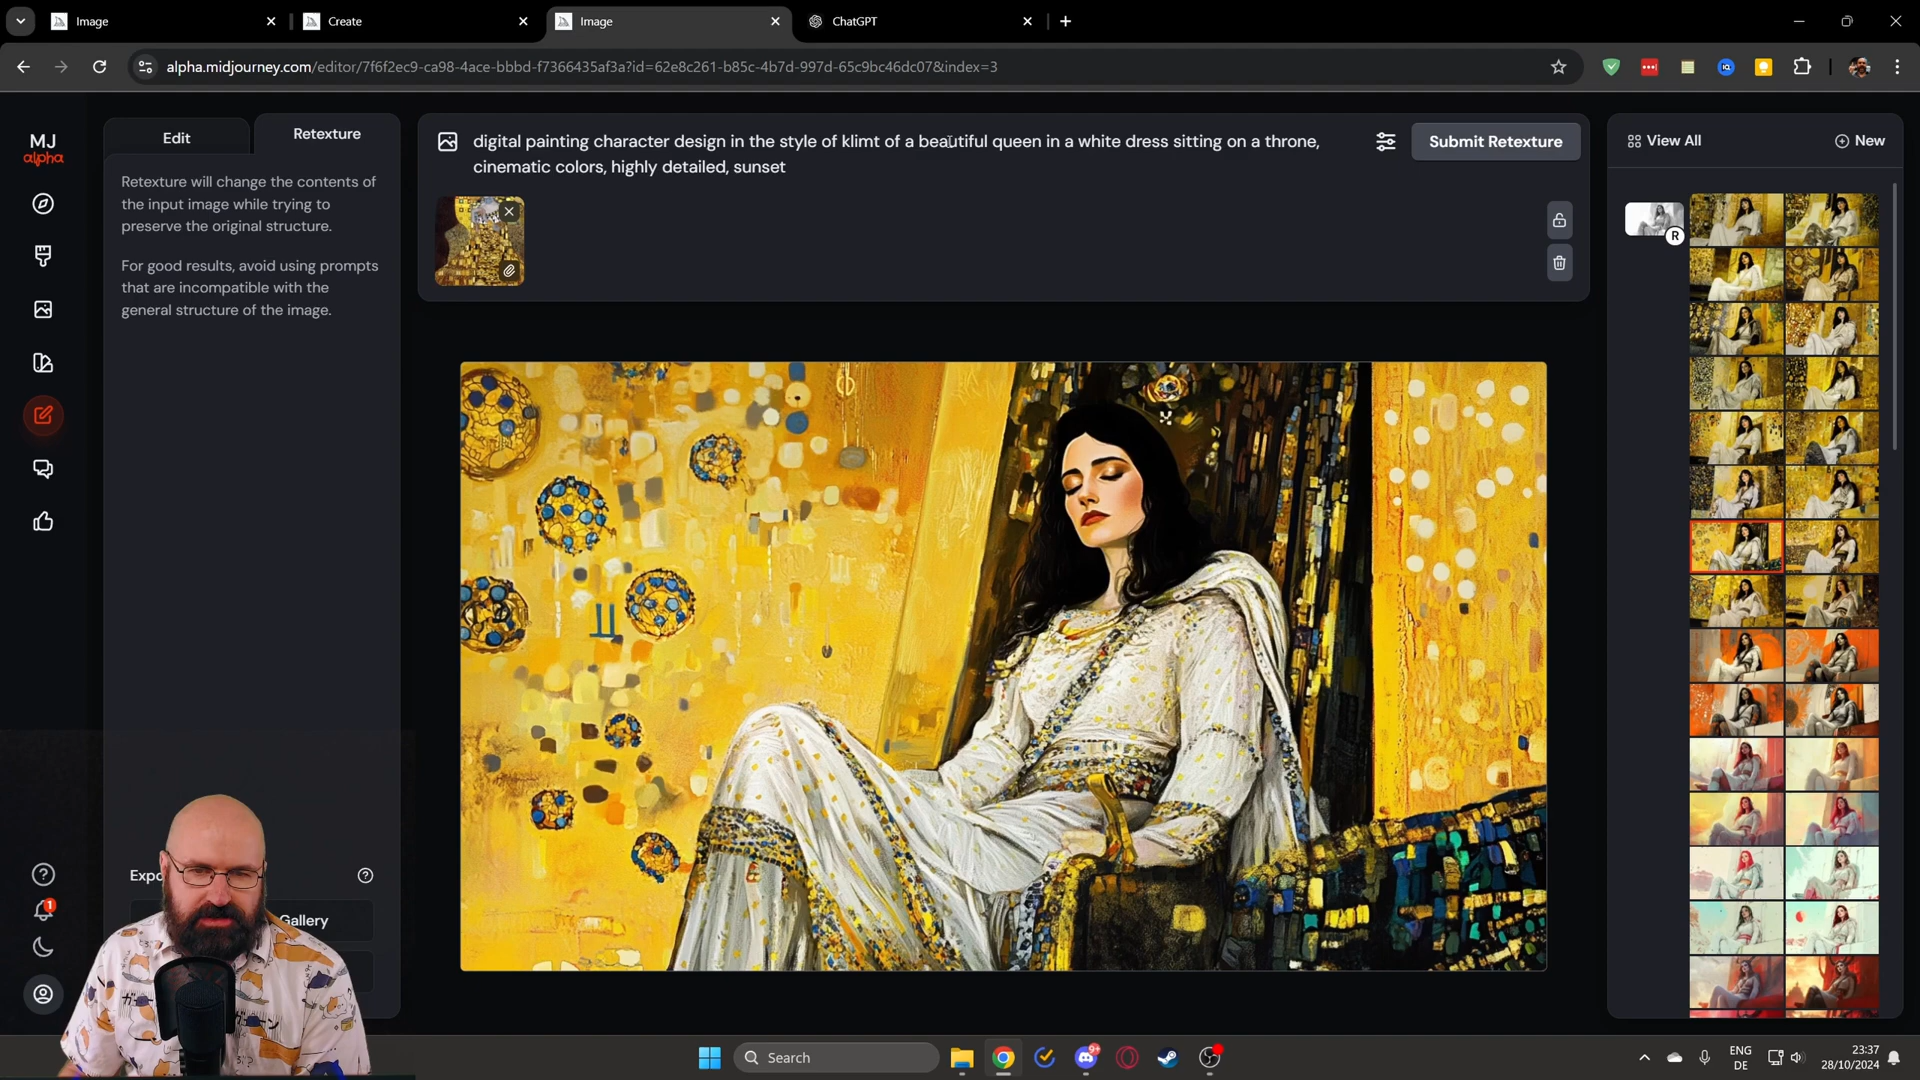 Image
Create
Image
ChatGPT
alpha.midjourney.com/editor/7f6f2ec9-ca98-4ace-bbbd-f7366435af3a?id=62e8c261-b85c-4b7d-997d-65c9bc46dc07&index=3
MJ
alpha
Edit
Retexture
Retexture will change the contents of
the input image while trying to
preserve the original structure.
For good results, avoid using prompts
that are incompatible with the
general structure of the image.
digital painting character design in the style of klimt of a beautiful queen in a white dress sitting on a throne,
cinematic colors, highly detailed, sunset
Submit Retexture
View All
New
R
Expo
Gallery
1
Search
9+
ENG
DE
23:37
28/10/2024